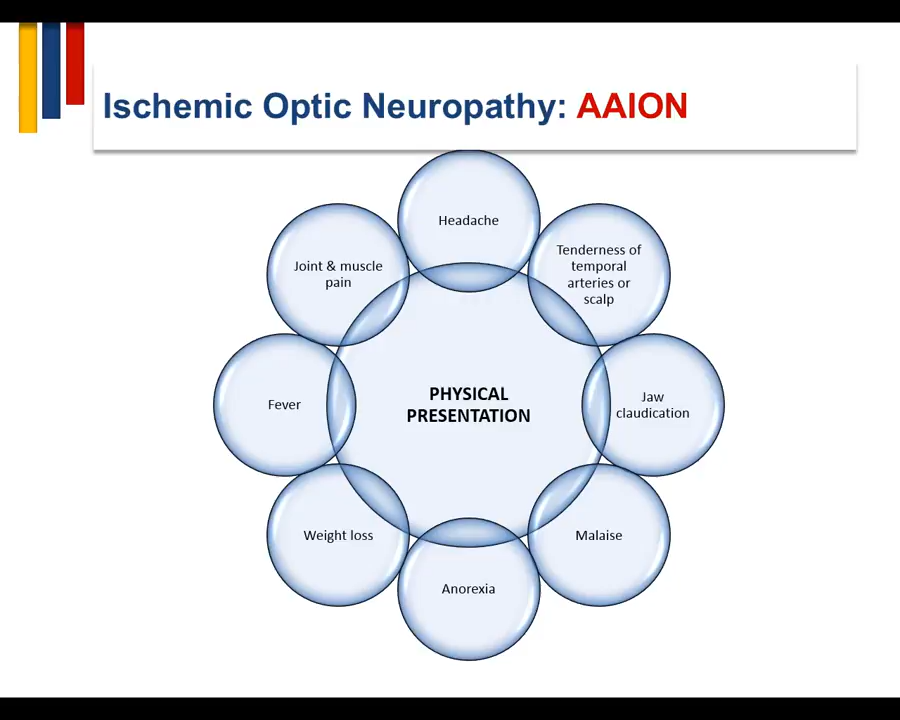 Ischemic Optic Neuropathy: AAION
Headache
Tenderness of
temporal
arteries or
scalp
Jaw
claudication
Malaise
Anorexia
Weight loss
Fever
Joint & muscle
pain
PHYSICAL
PRESENTATION